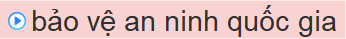 bảo vệ an ninh quốc gia